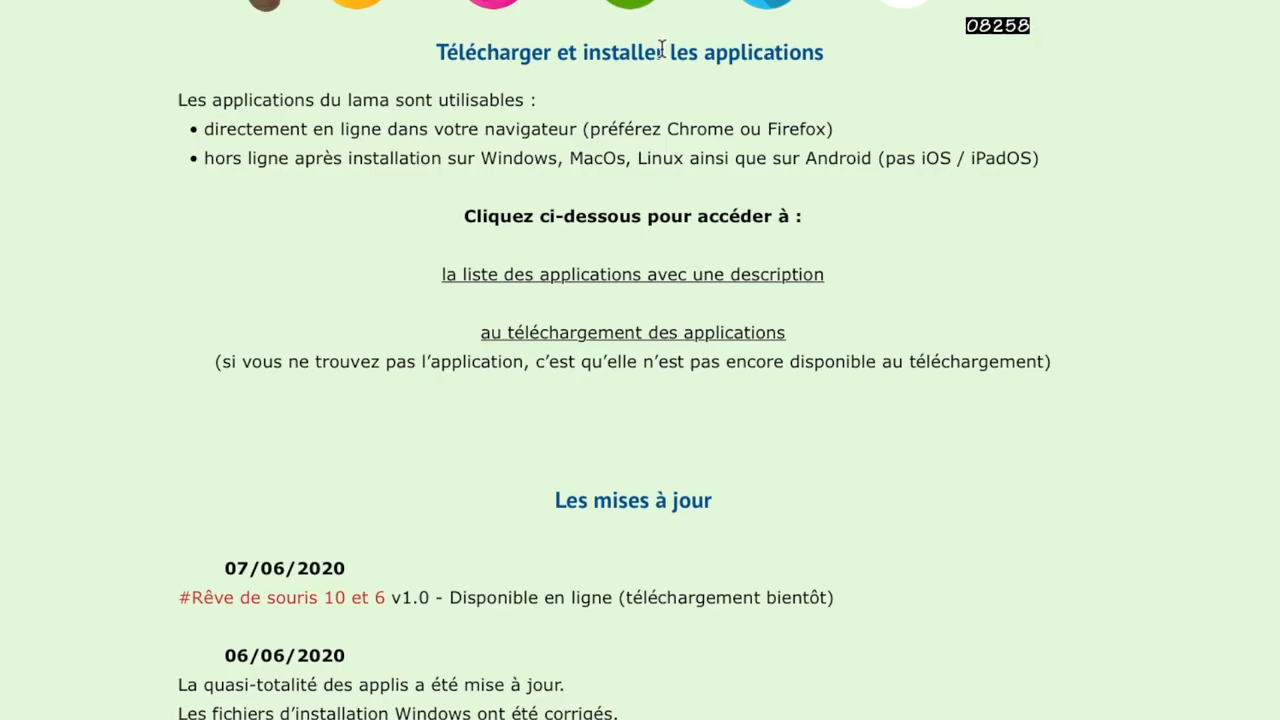 08258
Télécharger et installer les applications
Les applications du lama sont utilisables :
• directement en ligne dans votre navigateur (préférez Chrome ou Firefox)
• hors ligne après installation sur Windows, MacOs, Linux ainsi que sur Android (pas iOS / iPadOS)
Cliquez ci-dessous pour accéder à :
la liste des applications avec une description
au téléchargement des applications
(si vous ne trouvez pas l’application, c’est qu’elle n’est pas encore disponible au téléchargement)
Les mises à jour
07/06/2020
#Rêve de souris 10 et 6 v1.0 - Disponible en ligne (téléchargement bientôt)
06/06/2020
La quasi-totalité des applis a été mise à jour.
Les fichiers d’installation Windows ont été corrigés.